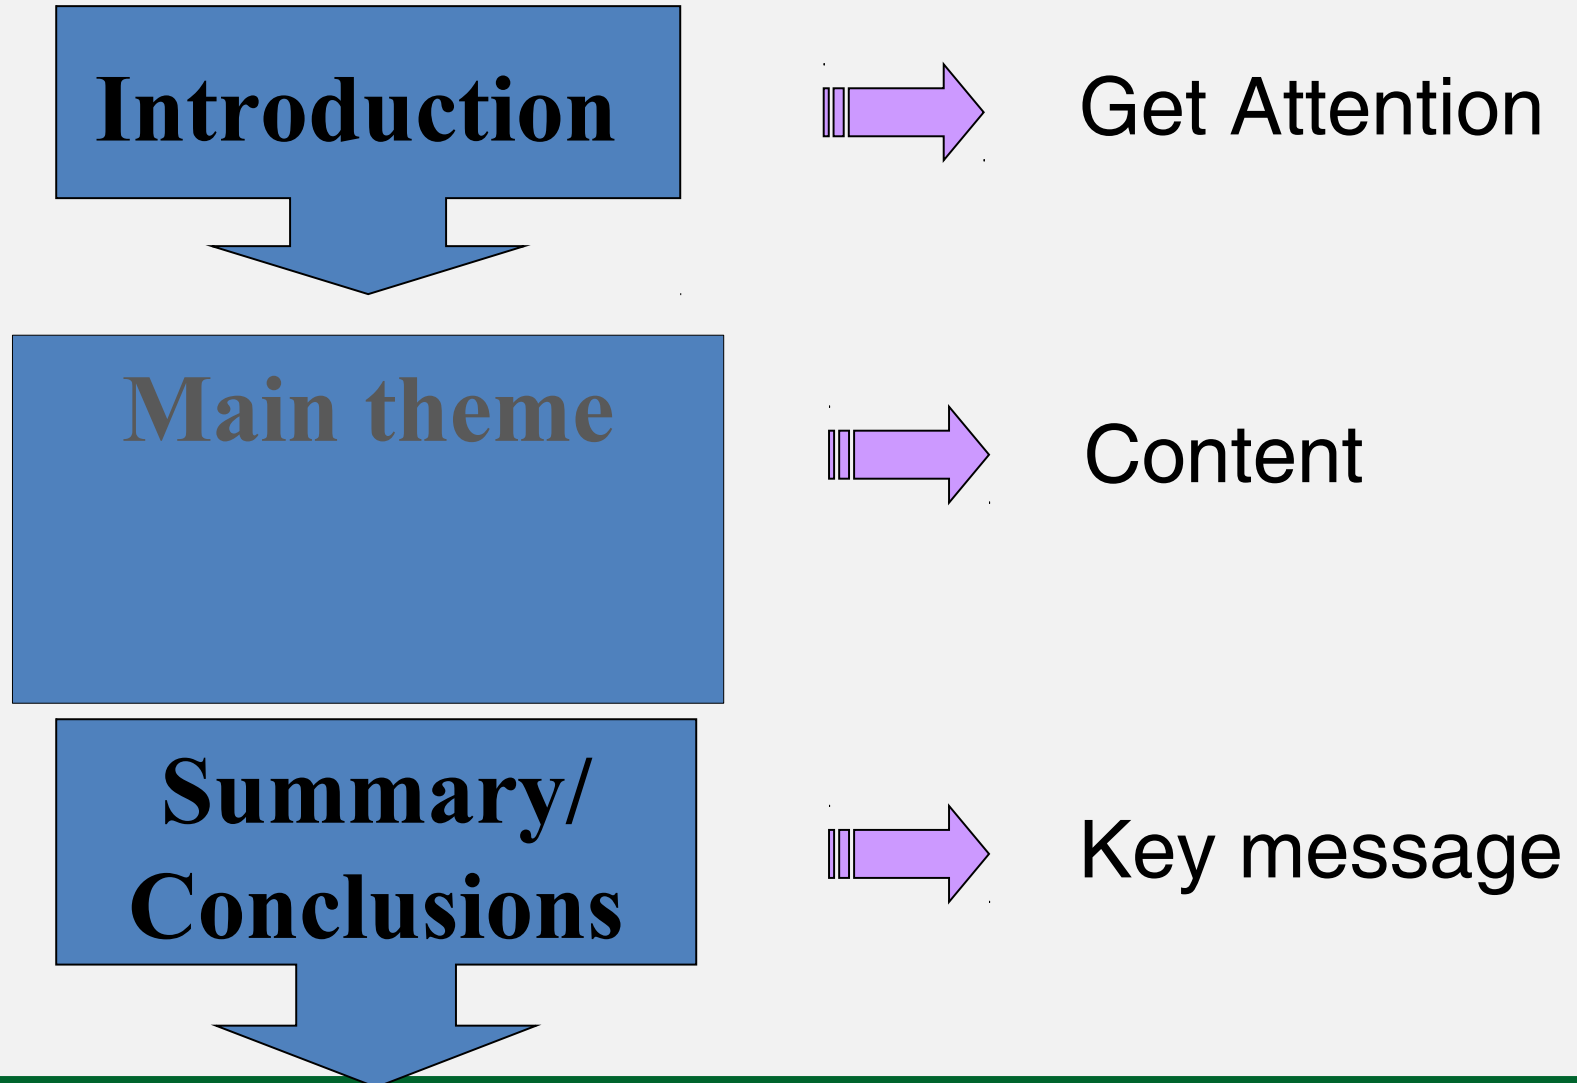 Introduction
Get Attention
Main theme
Content
Summary/
Conclusions
Key message